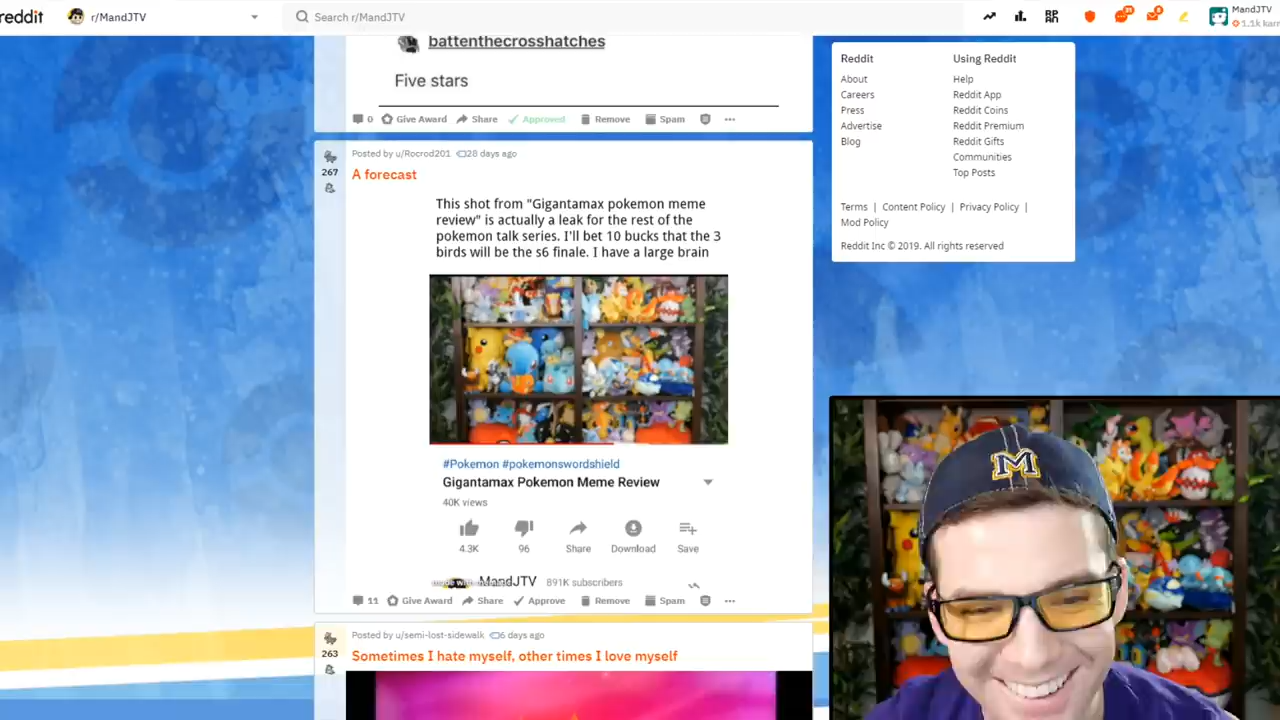 reddit
r/MandJTV
Search r/MandJTV
MandJTV
battenthecrosshatches
Five stars
0 Give Award Share Approved Remove Spam
Posted by u/Rocrod201 28 days ago
267
A forecast
This shot from "Gigantamax pokemon meme
review" is actually a leak for the rest of the
pokemon talk series. I'll bet 10 bucks that the 3
birds will be the s6 finale. I have a large brain
#Pokemon #pokemonswordshield
Gigantamax Pokemon Meme Review
40K views
4.3K 96 Share Download Save
MandJTV 891K subscribers
11 Give Award Share Approve Remove Spam
Posted by u/semi-lost-sidewalk 6 days ago
263
Sometimes I hate myself, other times I love myself
Reddit Using Reddit
About Help
Careers Reddit App
Press Reddit Coins
Advertise Reddit Premium
Blog Reddit Gifts
Communities
Top Posts
Terms | Content Policy | Privacy Policy |
Mod Policy
Reddit Inc © 2019. All rights reserved
M